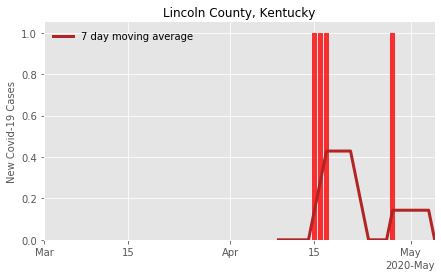 Lincoln County, Kentucky
7 day moving average
New Covid-19 Cases
1.0
0.8
0.6
0.4
0.2
0.0
Mar
15
Apr
15
May
2020-May